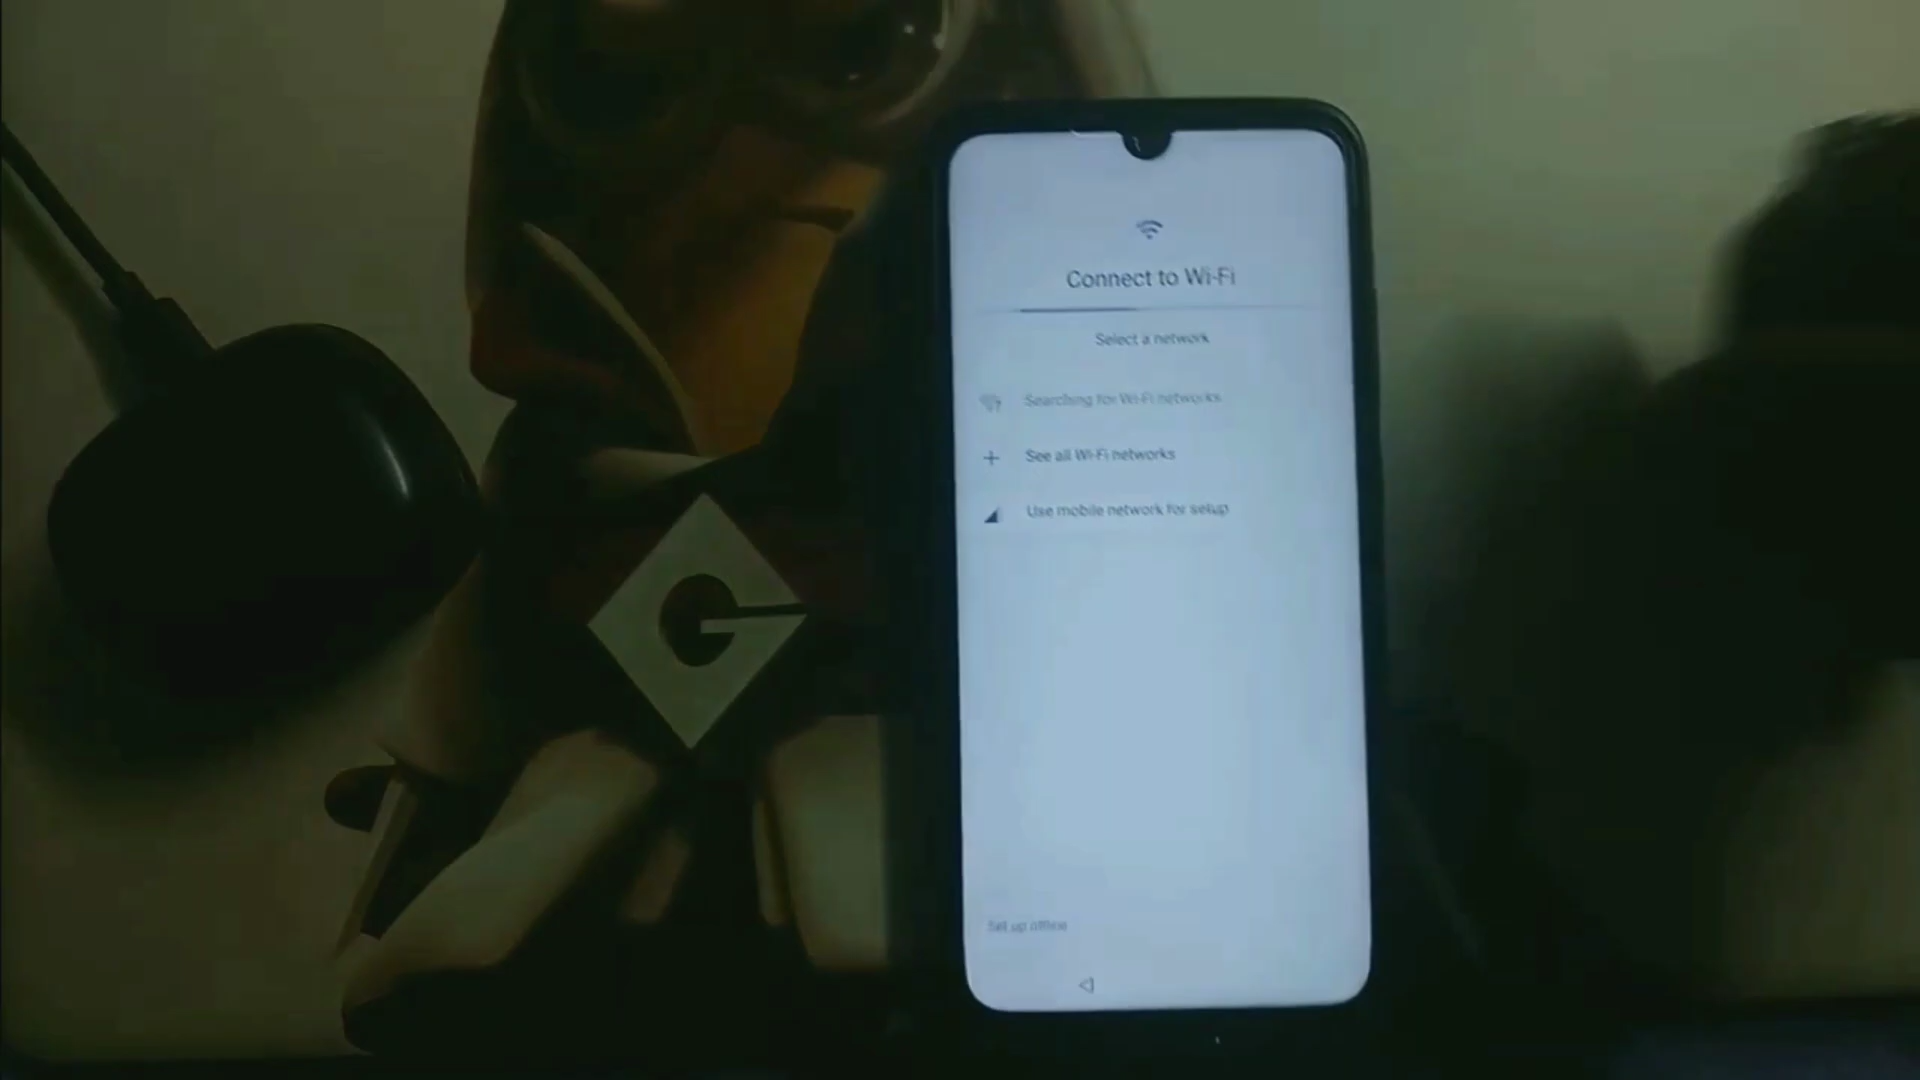 Connect to Wi-Fi
Select a network
Searching for Wi-Fi networks
See all Wi-Fi networks
Use mobile network for setup
Set up offline
G